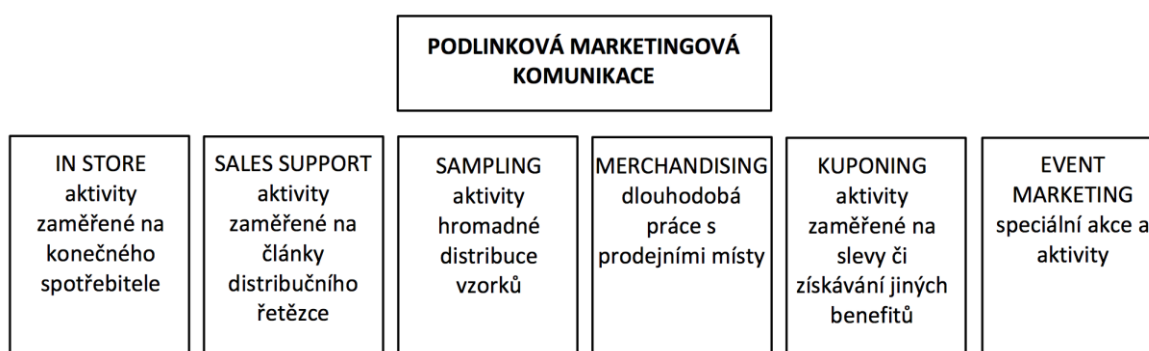 PODLINKOVÁ MARKETINGOVÁ
KOMUNIKACE
IN STORE
aktivity
zaměřené na
konečného
spotřebitele
SALES SUPPORT
aktivity
zaměřené na
články
distribučního
řetězce
SAMPLING
aktivity
hromadné
distribuce
vzorků
MERCHANDISING
dlouhodobá
práce s
prodejními místy
KUPONING
aktivity
zaměřené na
slevy či
získávání jiných
benefitů
EVENT
MARKETING
speciální akce a
aktivity